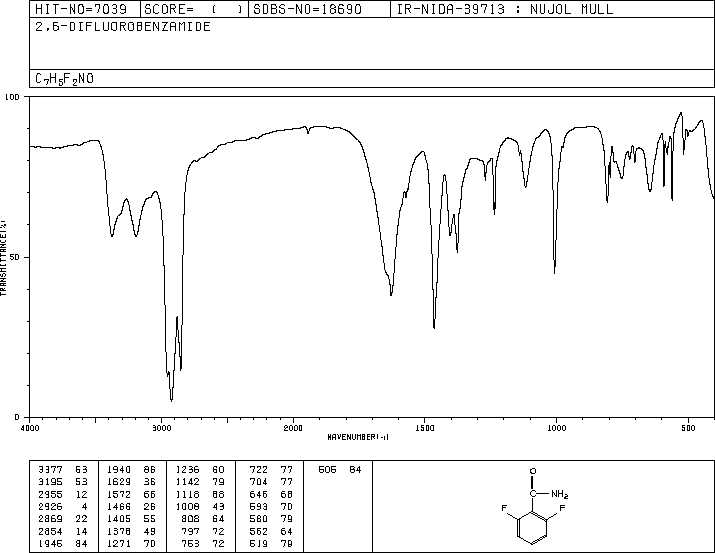 HIT-NO=7039 SCORE= ( ) SDBS-NO=18690 IR-NIDA-39713 : NUJOL MULL
2,6-DIFLUOROBENZAMIDE
C7H5F2NO
100
50
0
TRANSMITTANCE(%)
4000 3000 2000 1500 1000 500
WAVENUMBER(-1)
3377 53 1940 86 1236 60 722 77 506 84
3195 53 1629 36 1142 79 704 77
2955 12 1572 66 1118 68 646 68
2926 4 1466 26 1008 43 593 70
2869 22 1405 55 808 64 580 79
2854 14 1378 49 797 72 562 64
1946 84 1271 70 753 72 519 79
O
C NH2
F F